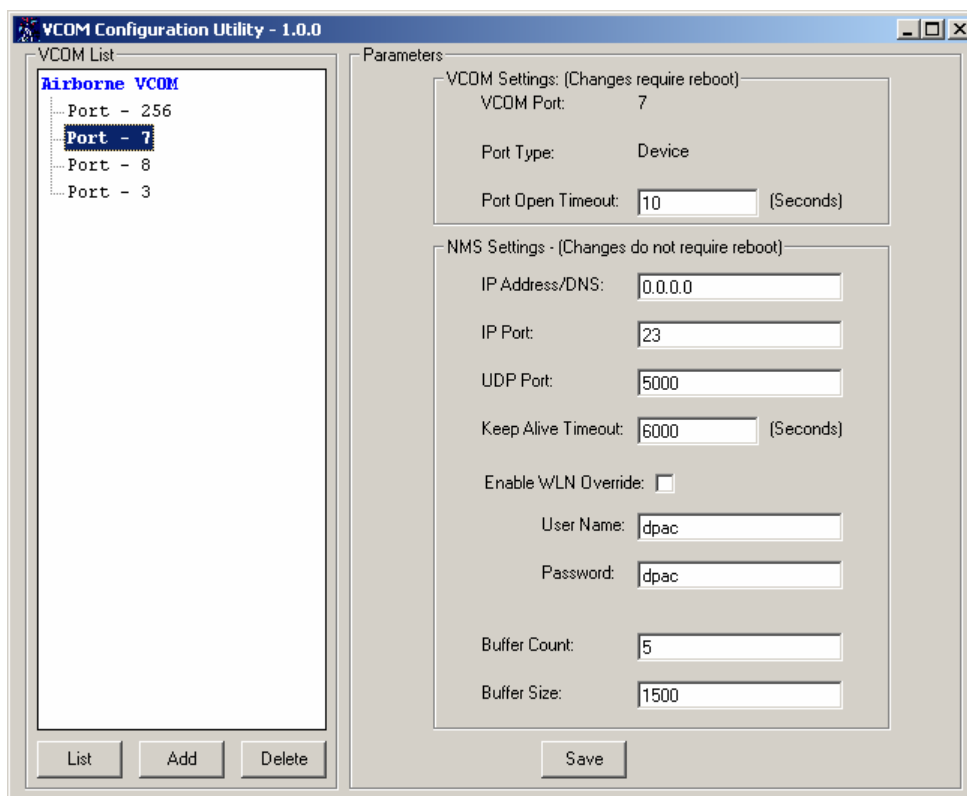 VCOM Configuration Utility - 1.0.0
VCOM List
Airborne VCOM
Port - 256
Port - 7
Port - 8
Port - 3
List Add Delete
Parameters
VCOM Settings: (Changes require reboot)
VCOM Port: 7
Port Type: Device
Port Open Timeout: 10 (Seconds)
NMS Settings - (Changes do not require reboot)
IP Address/DNS: 0.0.0.0
IP Port: 23
UDP Port: 5000
Keep Alive Timeout: 6000 (Seconds)
Enable WLN Override:
User Name: dpac
Password: dpac
Buffer Count: 5
Buffer Size: 1500
Save